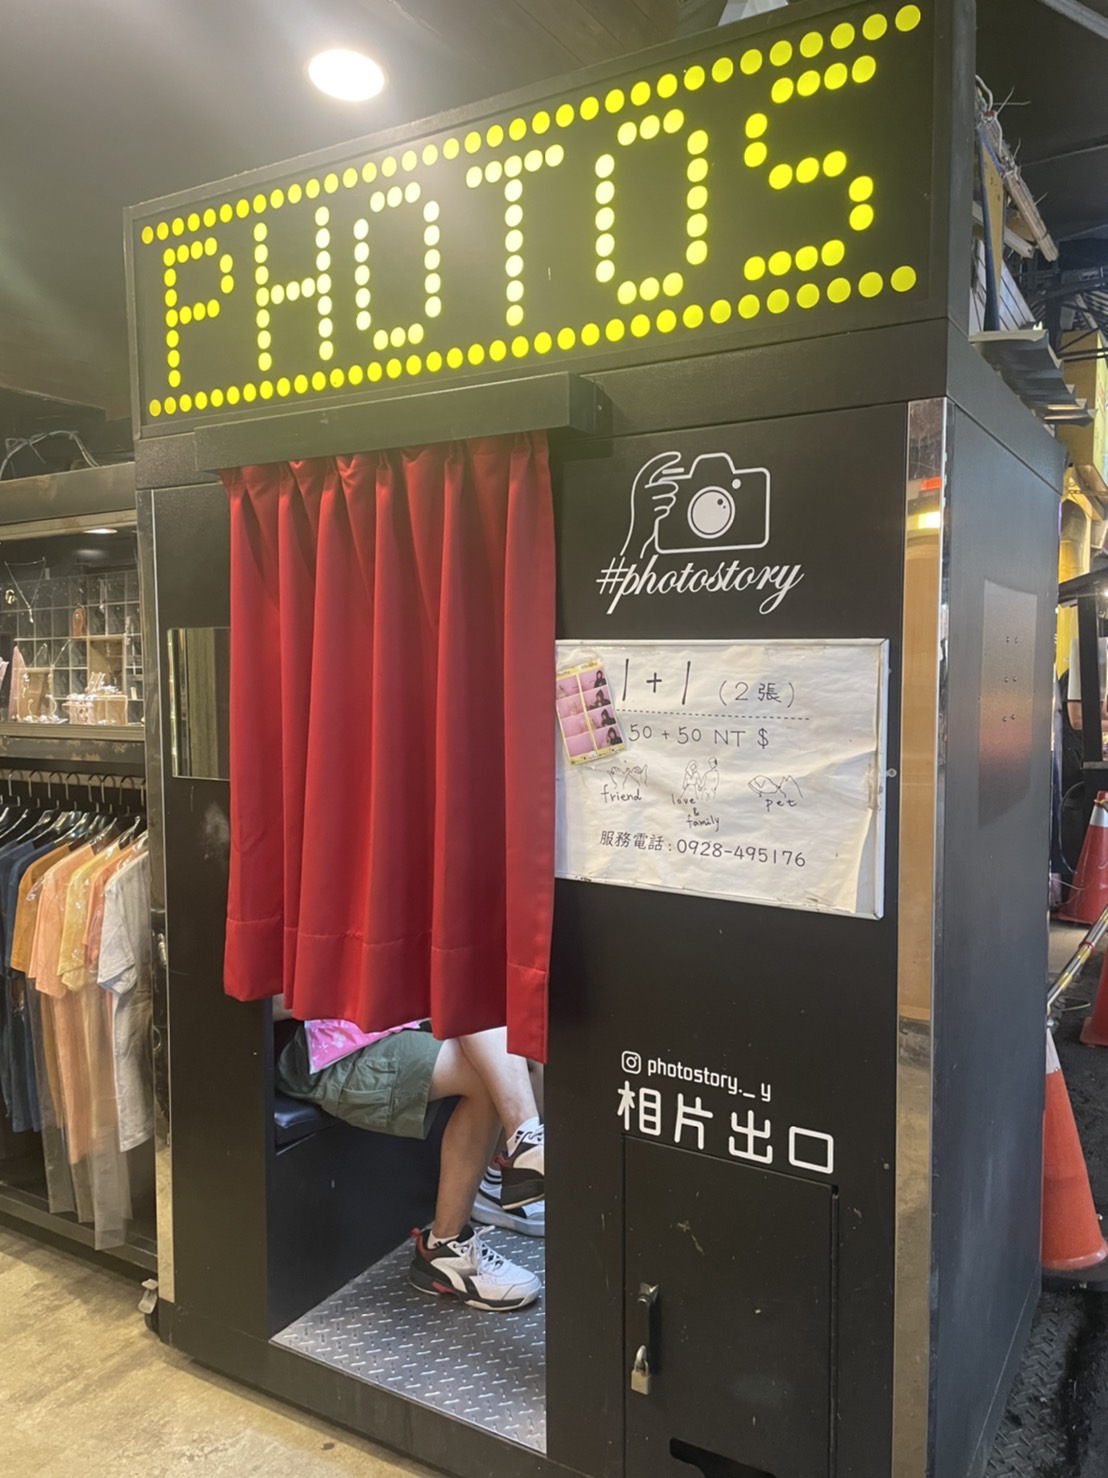 PHOTOS
#photostory
1+1 (2張)
50+50 NT $
friend
love & family
pet
服務電話:0928-495176
photostory._y
相片出口